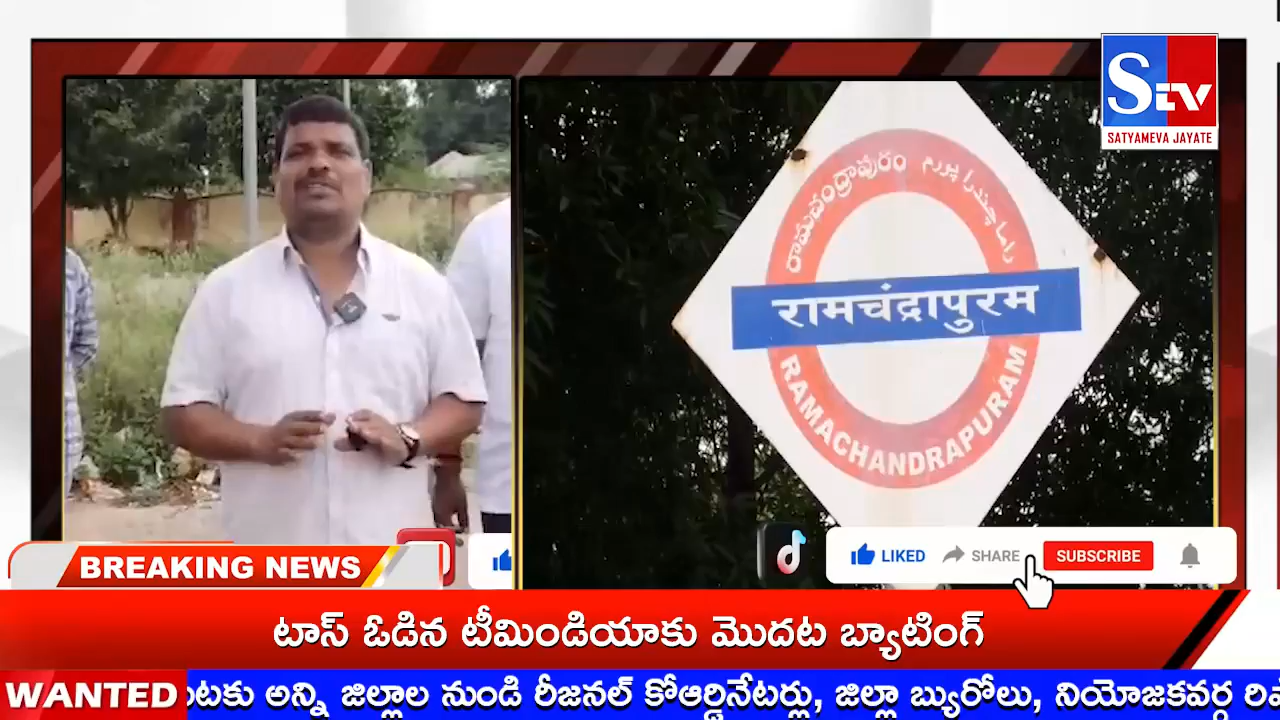 STV
SATYAMEVA JAYATE
రామచంద్రాపురం
रामचंद्रापुरम
RAMACHANDRAPURAM
LIKED SHARE SUBSCRIBE
BREAKING NEWS
టాస్ ఓడిన టీమిండియాకు మొదట బ్యాటింగ్
WANTED అన్ని జిల్లాల నుండి రీజనల్ కోఆర్డినేటర్లు, జిల్లా బ్యురోలు, నియోజకవర్గ